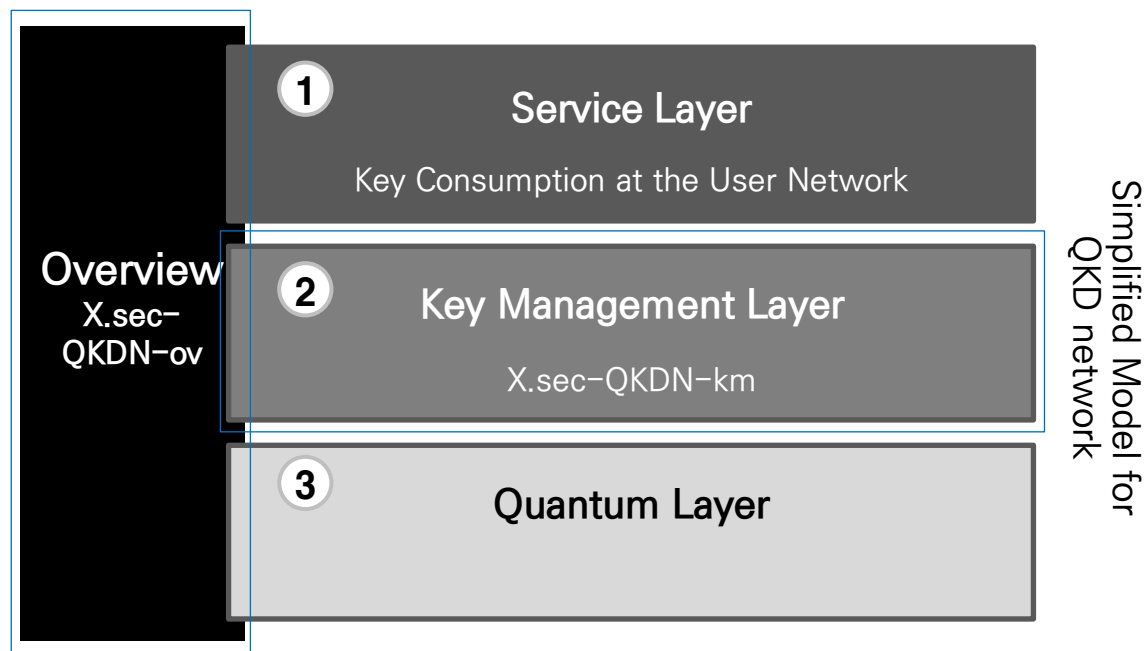 Overview
X.sec-
QKDN-ov
1
Service Layer
Key Consumption at the User Network
2
Key Management Layer
X.sec-QKDN-km
3
Quantum Layer
Simplified Model for
QKD network